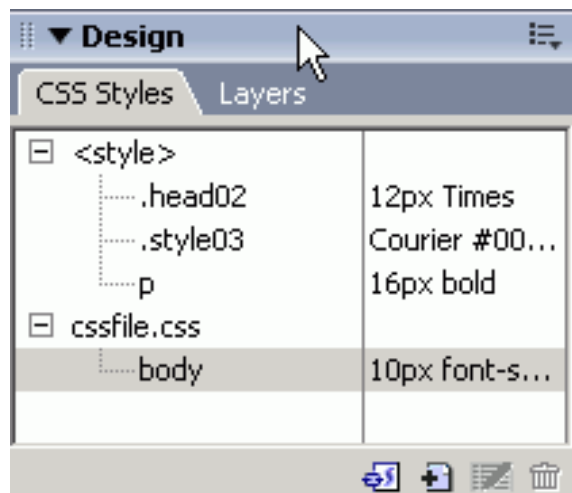 Design
CSS Styles Layers
<style>
.head02 12px Times
.style03 Courier #00...
p 16px bold
cssfile.css
body 10px font-s...